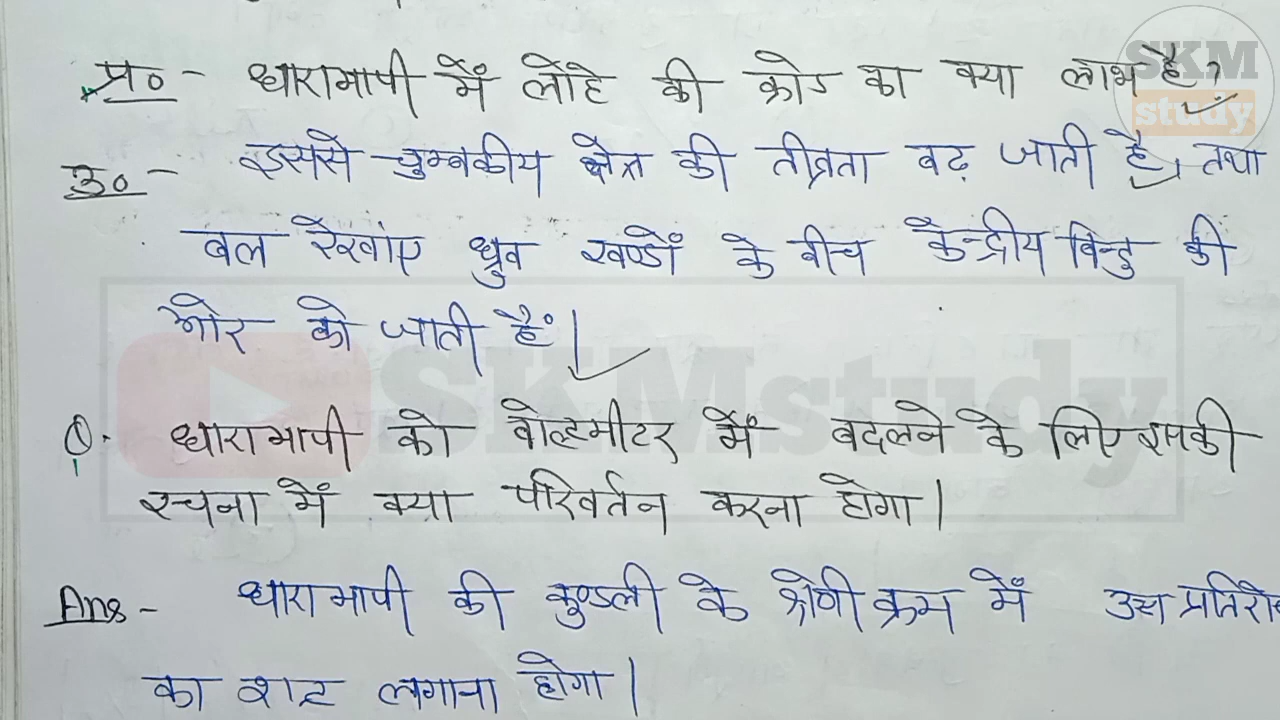 SKM
study
प्र० - धारामापी में लोहे की क्रोड का क्या लाभ है?
उ० - इससे चुम्बकीय क्षेत्र की तीव्रता बढ़ जाती है, तथा
बल रेखांए ध्रुव खण्डों के बीच केन्द्रीय बिन्दु की
ओर को जाती हैं।
SKMstudy
Q. धारामापी को वोल्टमीटर में बदलने के लिए इसकी
रचना में क्या परिवर्तन करना होगा।
Ans - धारामापी की कुण्डली के श्रेणी क्रम में उच्च प्रतिरो
का शंट लगाना होगा।